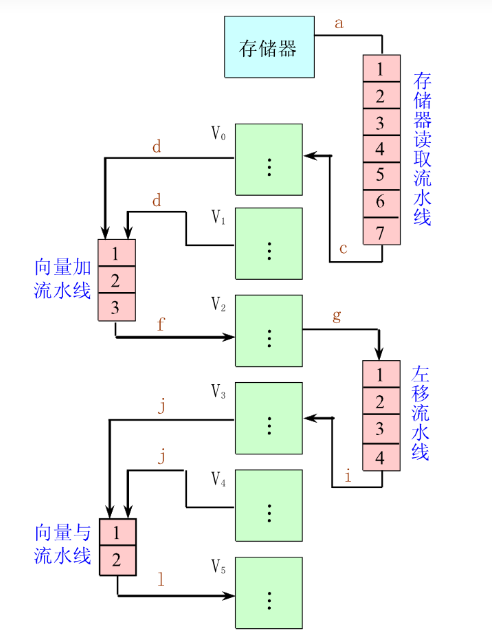 a
存储器
1
2
3
4
5
6
7
存储器读取流水线
V₀
⋮
d
c
V₁
⋮
d
向量加
流水线
1
2
3
V₂
⋮
f
g
1
2
3
4
左移流水线
V₃
⋮
j
i
V₄
⋮
j
向量与
流水线
1
2
V₅
⋮
l